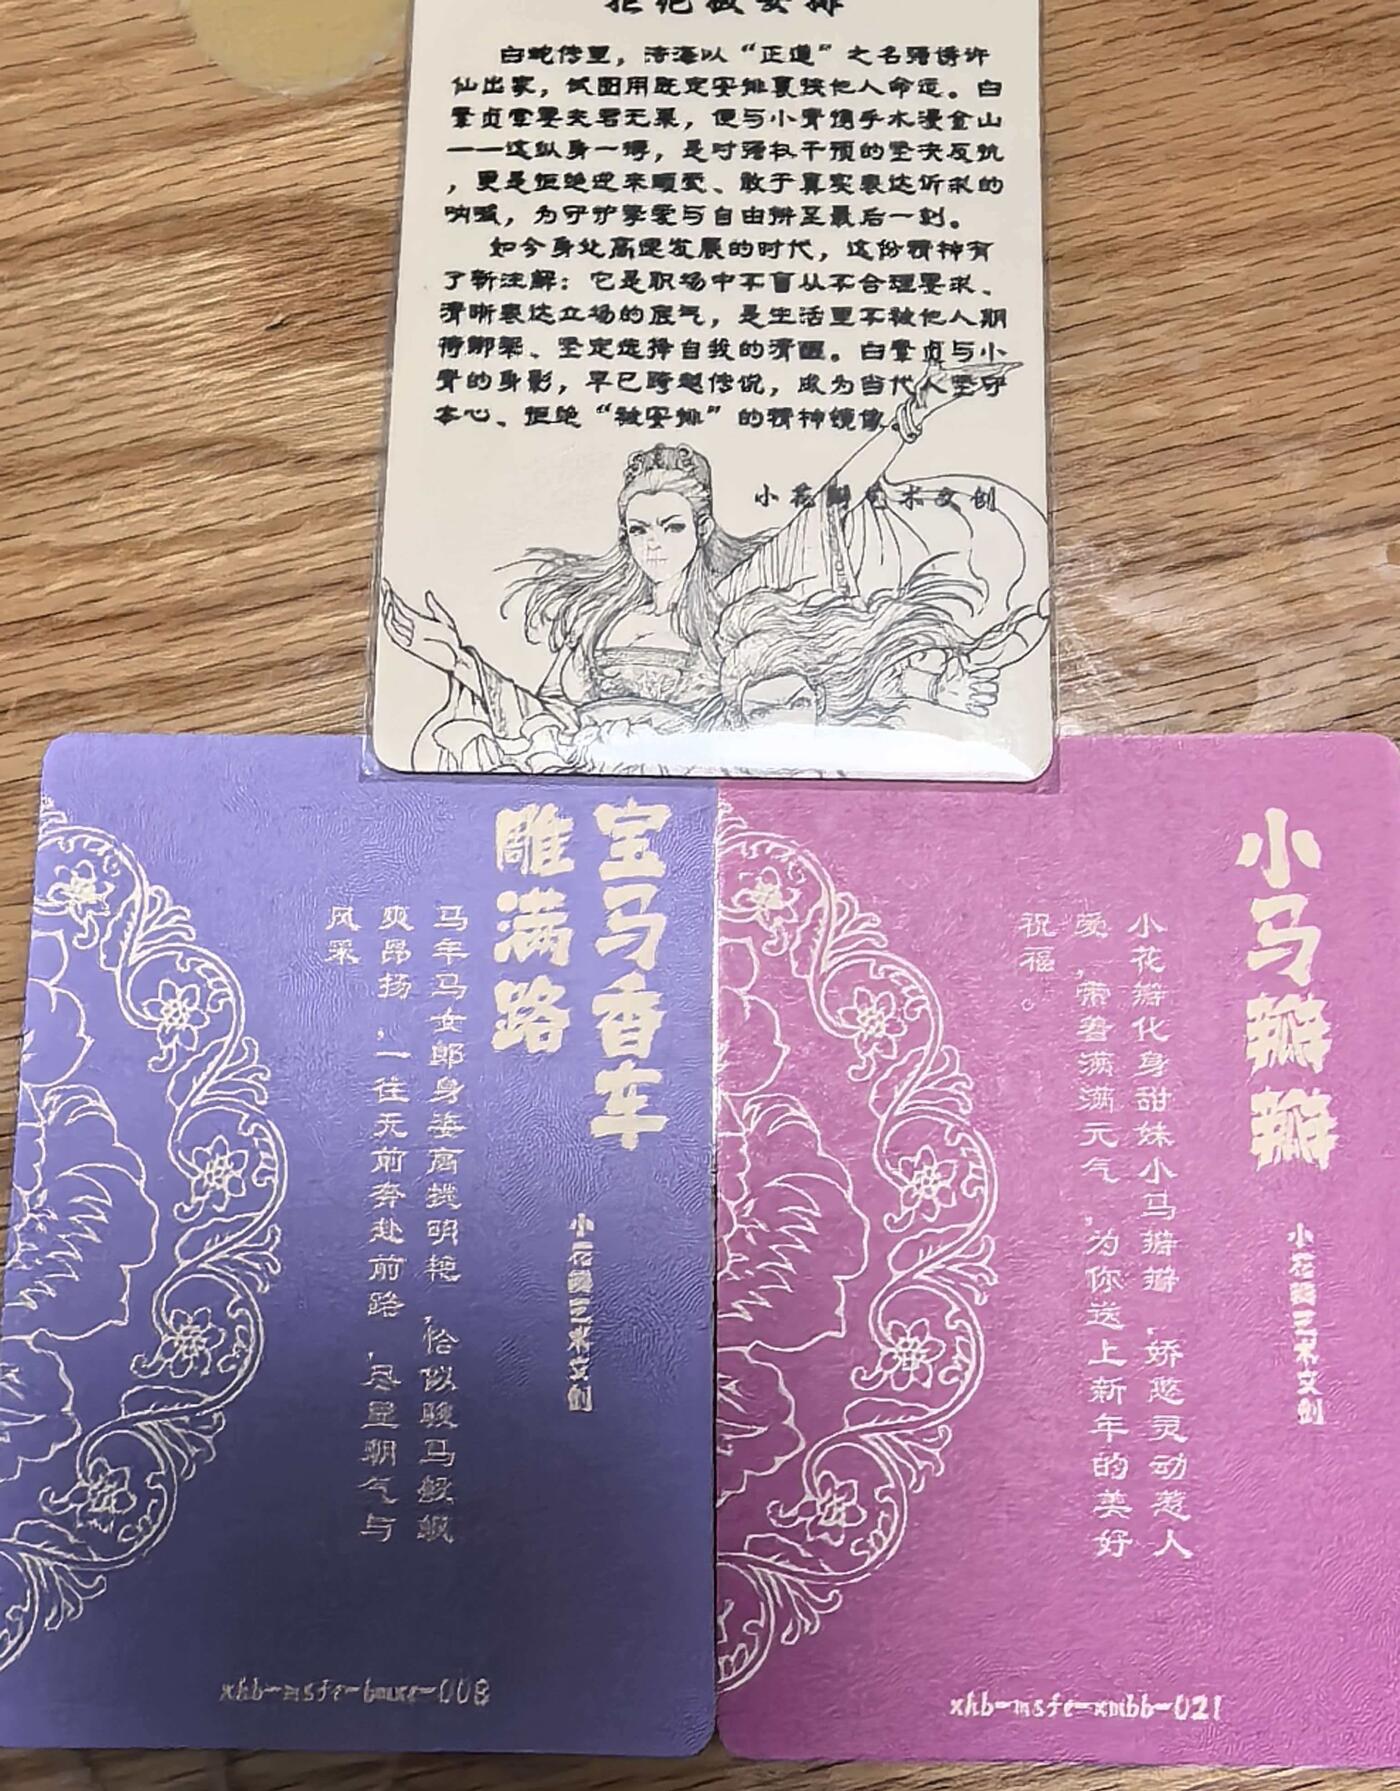 拒绝被安排
白蛇传里，法海以“正道”之名强诱许
仙出家，试图用既定安排裹挟他人命运。白
素贞索要夫君无果，便与小青携手水漫金山
——这纵身一搏，是对强权干预的坚决反抗
，更是拒绝逆来顺受、敢于真实表达诉求的
呐喊，为守护挚爱与自由拼至最后一刻。
如今身处高速发展的时代，这份精神有
了新注解：它是职场中不盲从不合理要求、
清晰表达立场的底气，是生活里不被他人期
待绑架、坚定选择自我的清醒。白素贞与小
青的身影，早已跨越传说，成为当代人坚守
本心、拒绝“被安排”的精神镜像。
小花瓣艺术文创
宝马香车
雕满路
小花瓣艺术文创
马年马女郎身姿高挑明艳，恰似骏马般飒
爽昂扬，一往无前奔赴前路，尽显朝气与
风采
xhb-msfc-bmxc-008
小马瓣瓣
小花瓣艺术文创
小花瓣化身甜妹小马瓣瓣，娇憨灵动惹人
爱，带着满满元气，为你送上新年的美好
祝福。
xhb-msfc-xmbb-021